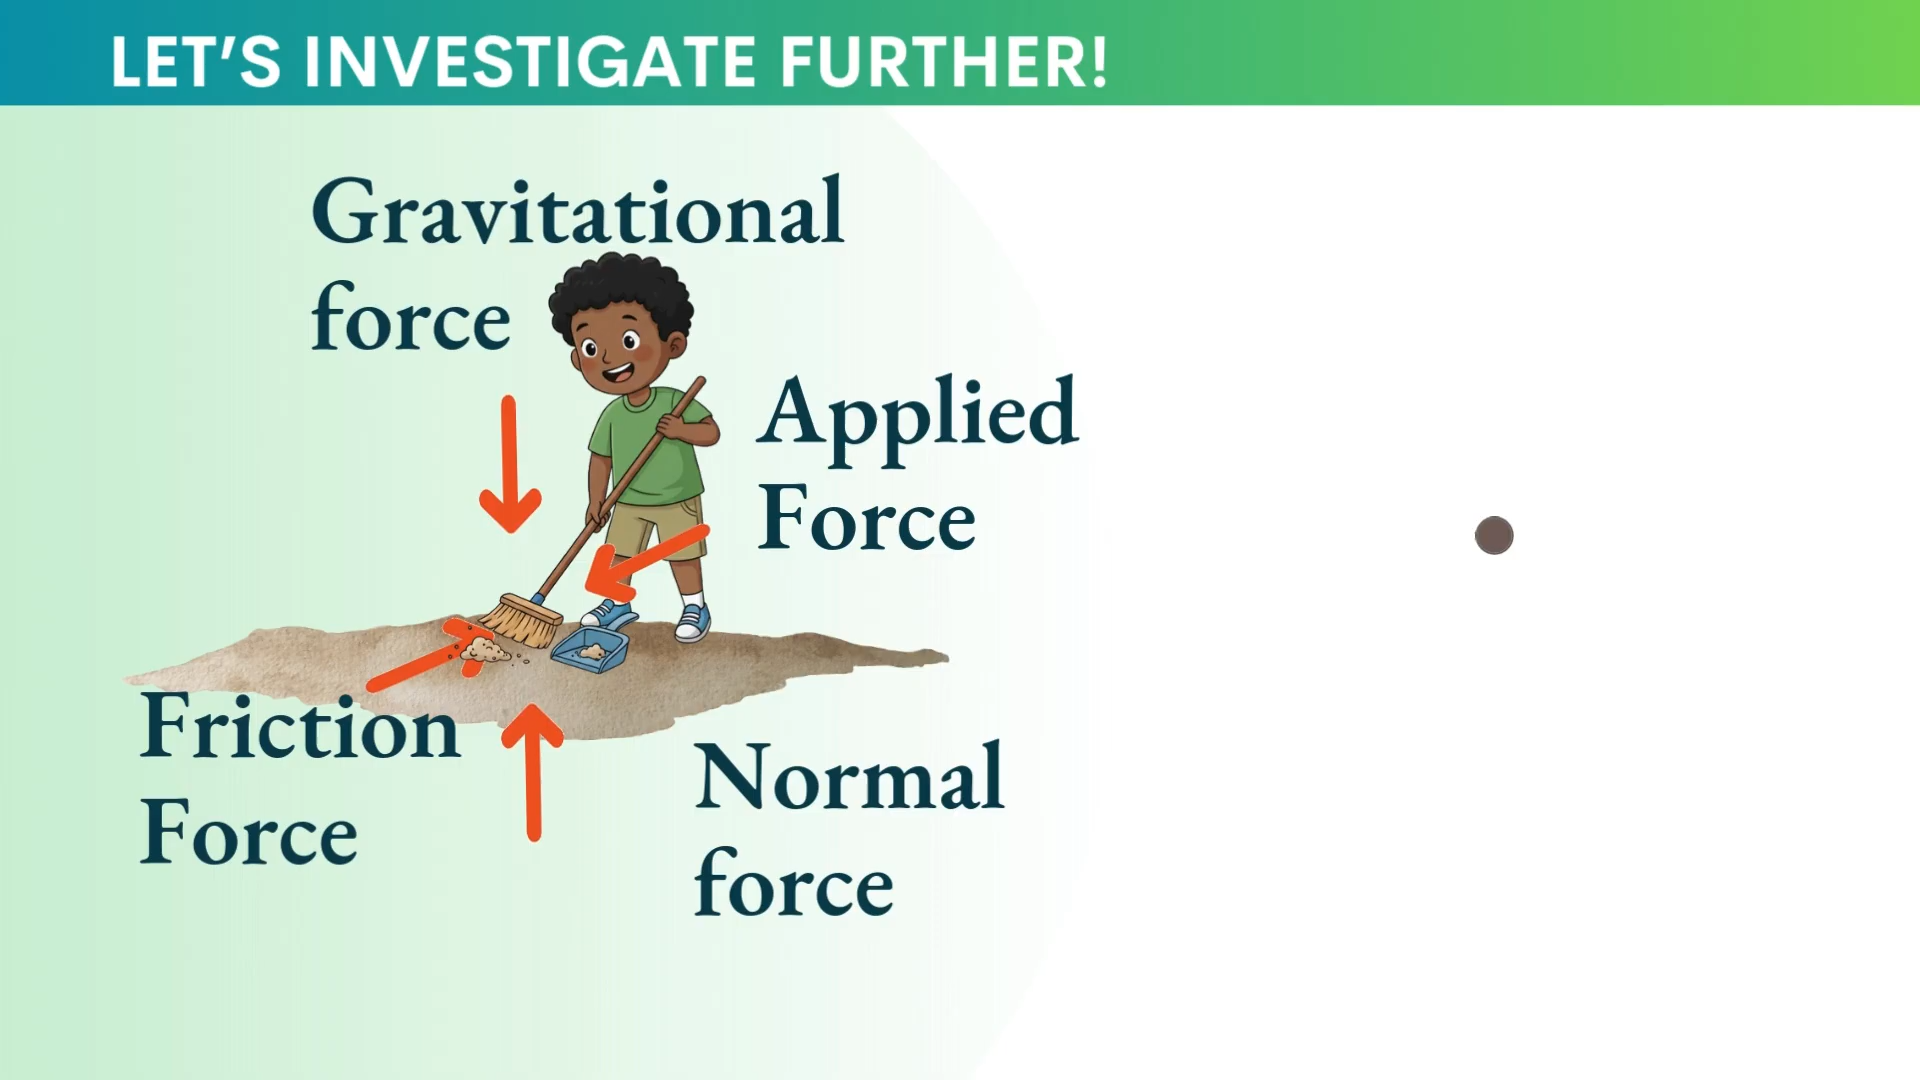 LET’S INVESTIGATE FURTHER!
Gravitational
force
Applied
Force
Friction
Force
Normal
force